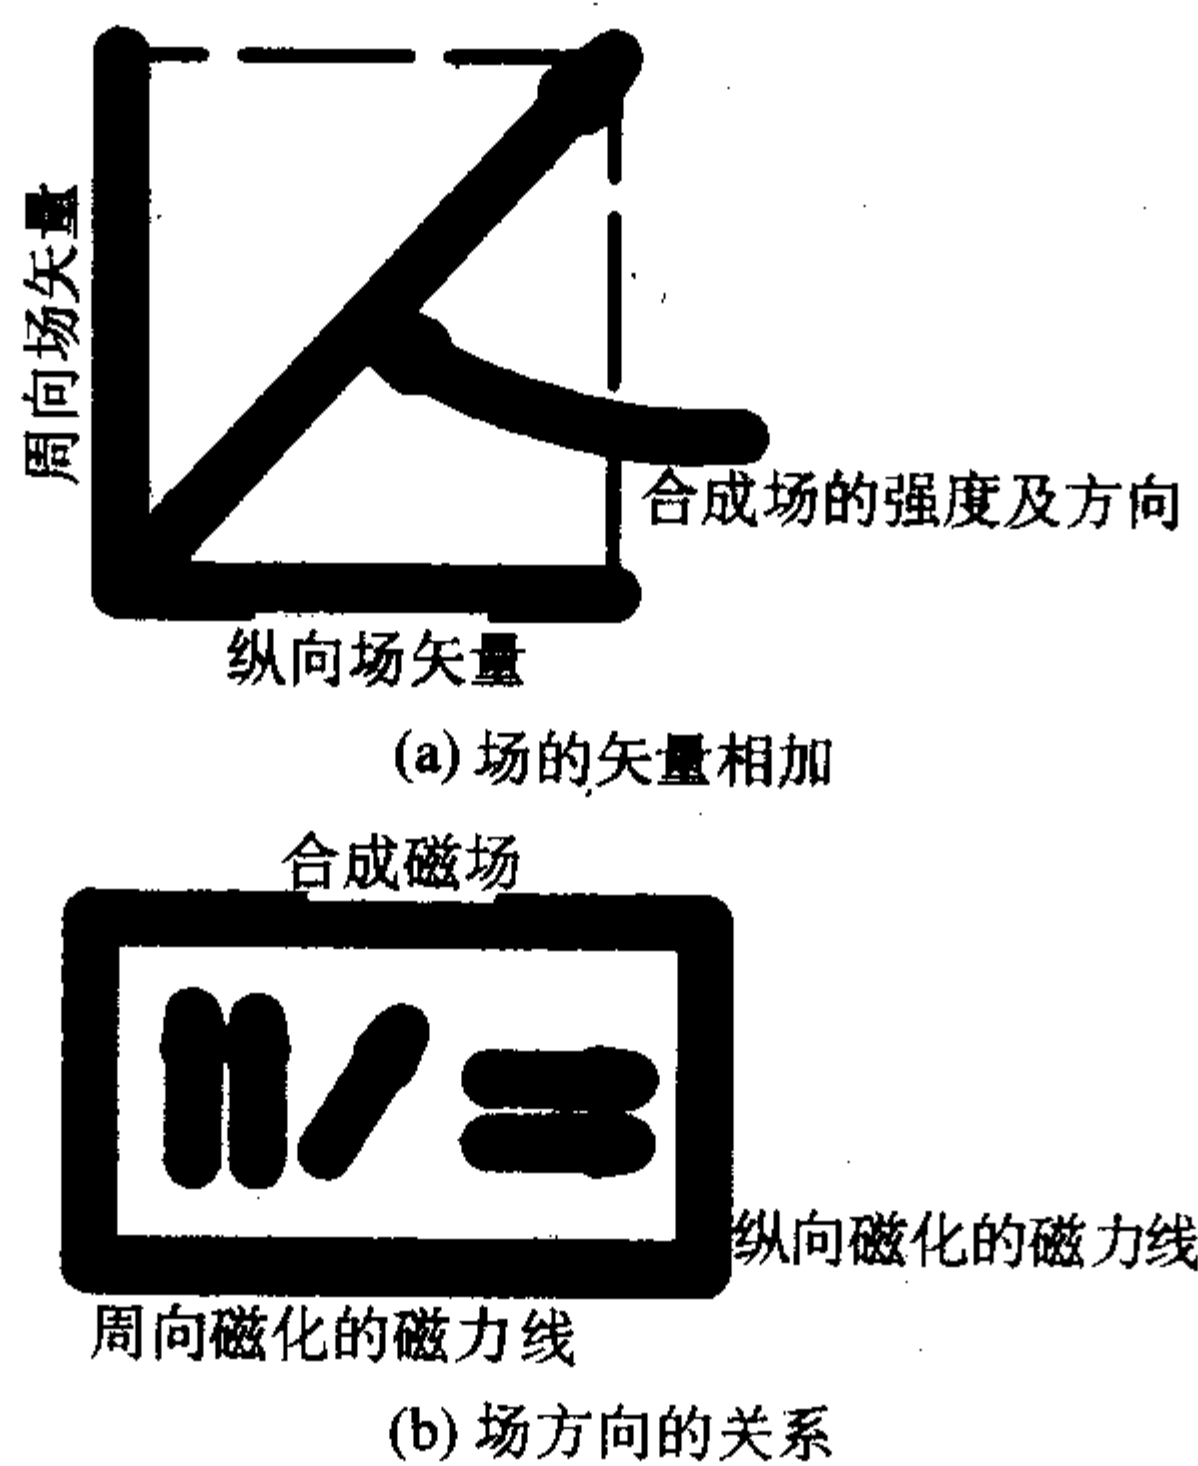 周向场矢量
合成场的强度及方向
纵向场矢量
(a) 场的矢量相加
合成磁场
纵向磁化的磁力线
周向磁化的磁力线
(b) 场方向的关系